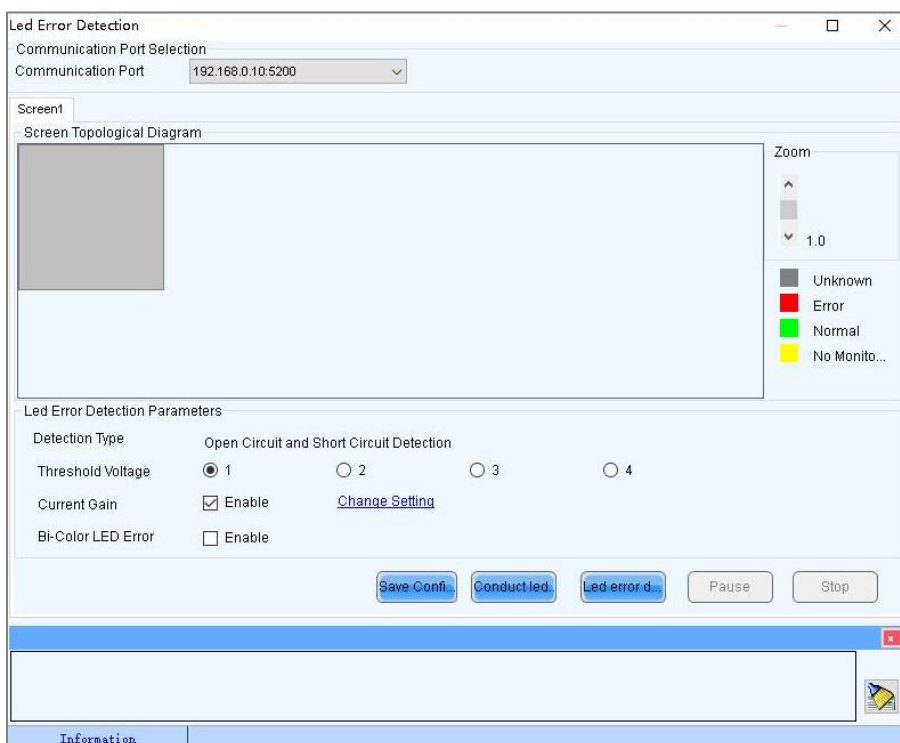 Led Error Detection
Communication Port Selection
Communication Port 192.168.0.10:5200
Screen1
Screen Topological Diagram
Zoom
1.0
Unknown
Error
Normal
No Monito...
Led Error Detection Parameters
Detection Type Open Circuit and Short Circuit Detection
Threshold Voltage 1 2 3 4
Current Gain Enable Change Setting
Bi-Color LED Error Enable
Save Confi... Conduct led... Led error d... Pause Stop
Information